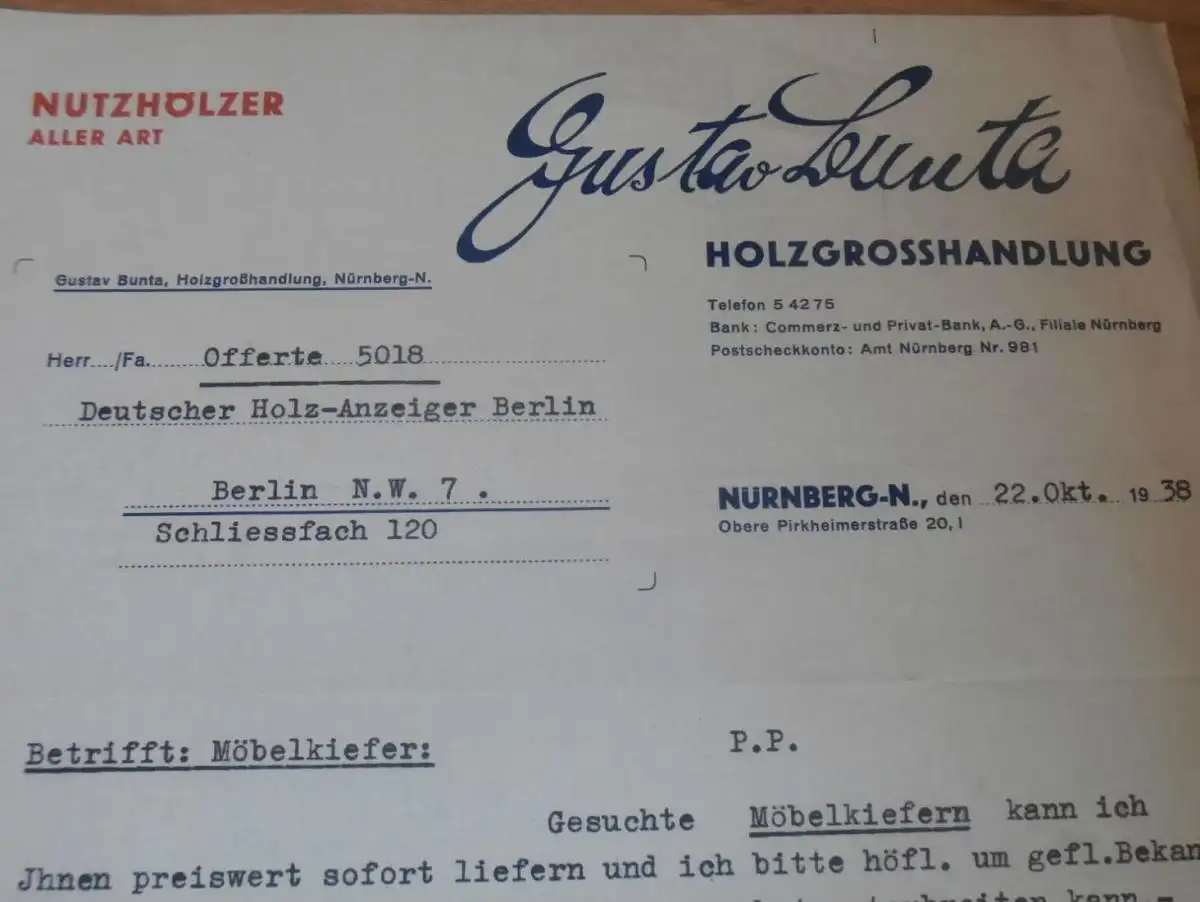 NUTZHÖLZER
ALLER ART
Gustav Bunta
HOLZGROSSHANDLUNG
Telefon 5 42 75
Bank: Commerz- und Privat-Bank, A.-G., Filiale Nürnberg
Postscheckkonto: Amt Nürnberg Nr. 981
Gustav Bunta, Holzgroßhandlung, Nürnberg-N.
Herr..../Fa. Offerte 5018
Deutscher Holz-Anzeiger Berlin
Berlin N.W. 7 .
Schliessfach 120
NÜRNBERG-N., den 22.Okt. 19 38
Obere Pirkheimerstraße 20, I
Betrifft: Möbelkiefer:
P.P.
Gesuchte Möbelkiefern kann ich
Jhnen preiswert sofort liefern und ich bitte höfl. um gefl.Bekan
kann -